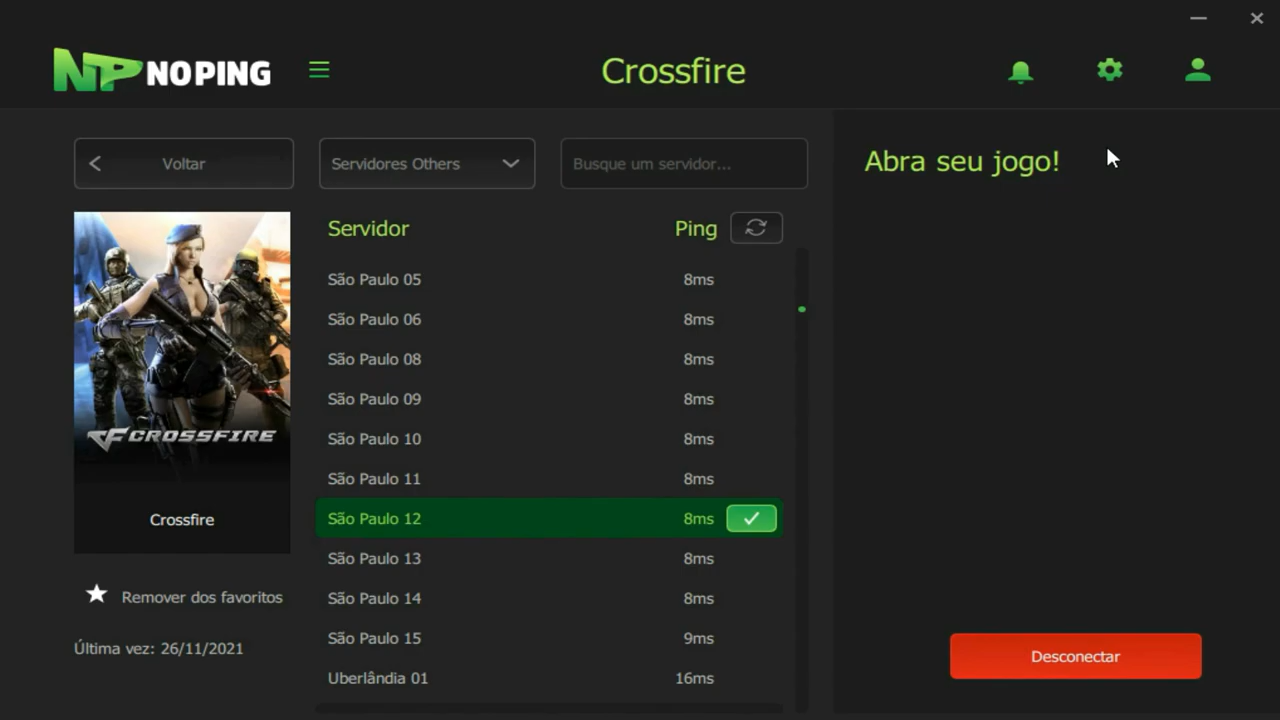 NP NOPING
Crossfire
Voltar
Servidores Others
Busque um servidor...
Abra seu jogo!
CF CROSSFIRE
Crossfire
Remover dos favoritos
Última vez: 26/11/2021
Servidor Ping
São Paulo 05 8ms
São Paulo 06 8ms
São Paulo 08 8ms
São Paulo 09 8ms
São Paulo 10 8ms
São Paulo 11 8ms
São Paulo 12 8ms
São Paulo 13 8ms
São Paulo 14 8ms
São Paulo 15 9ms
Uberlândia 01 16ms
Desconectar